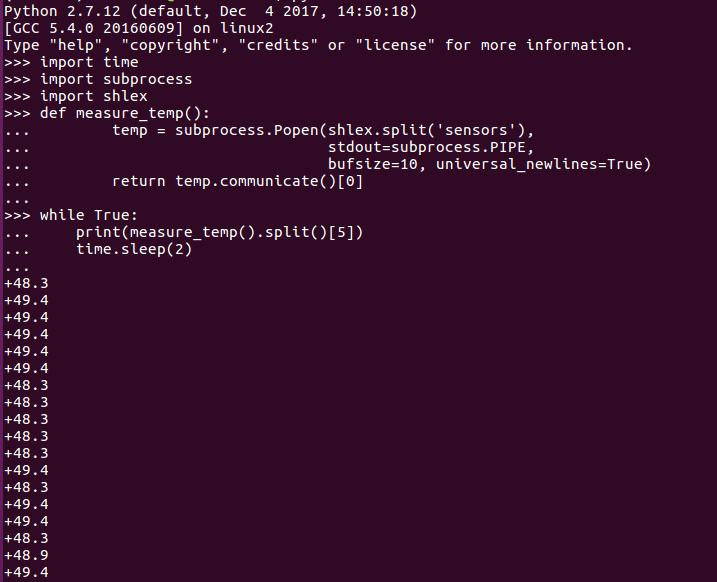 Python 2.7.12 (default, Dec  4 2017, 14:50:18)
[GCC 5.4.0 20160609] on linux2
Type "help", "copyright", "credits" or "license" for more information.
>>> import time
>>> import subprocess
>>> import shlex
>>> def measure_temp():
...         temp = subprocess.Popen(shlex.split('sensors'),
...                                 stdout=subprocess.PIPE,
...                                 bufsize=10, universal_newlines=True)
...         return temp.communicate()[0]
...
>>> while True:
...     print(measure_temp().split()[5])
...     time.sleep(2)
...
+48.3
+49.4
+49.4
+49.4
+49.4
+49.4
+48.3
+48.3
+48.3
+48.3
+48.3
+49.4
+48.3
+49.4
+49.4
+48.3
+48.9
+49.4